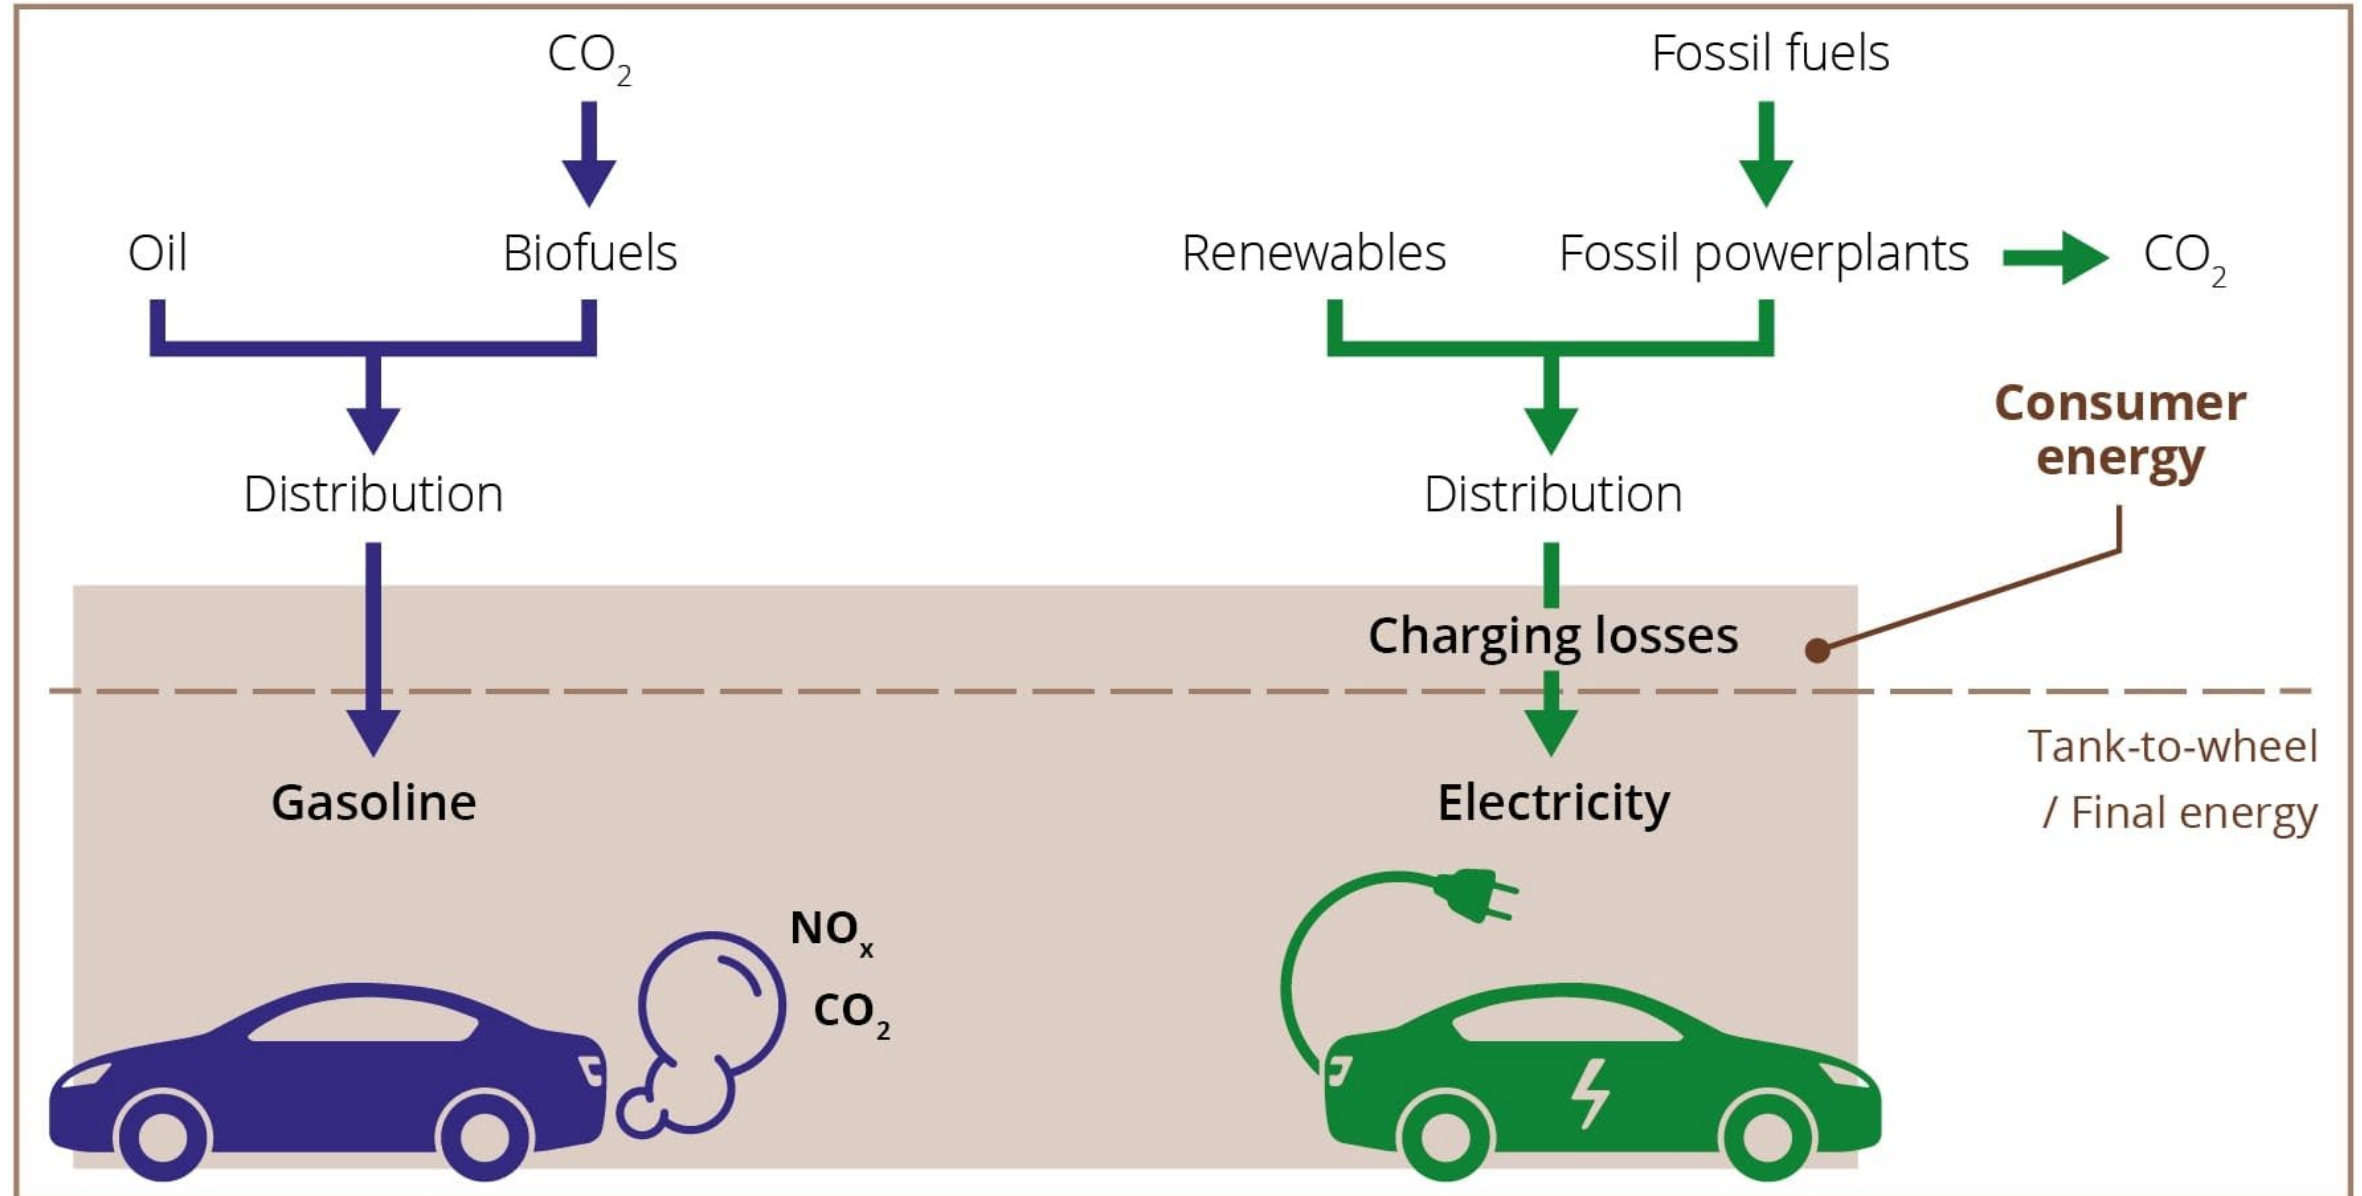 CO₂
Fossil fuels
Oil
Biofuels
Renewables
Fossil powerplants
CO₂
Consumer
energy
Distribution
Distribution
Charging losses
Tank-to-wheel
/ Final energy
Gasoline
Electricity
NOₓ
CO₂